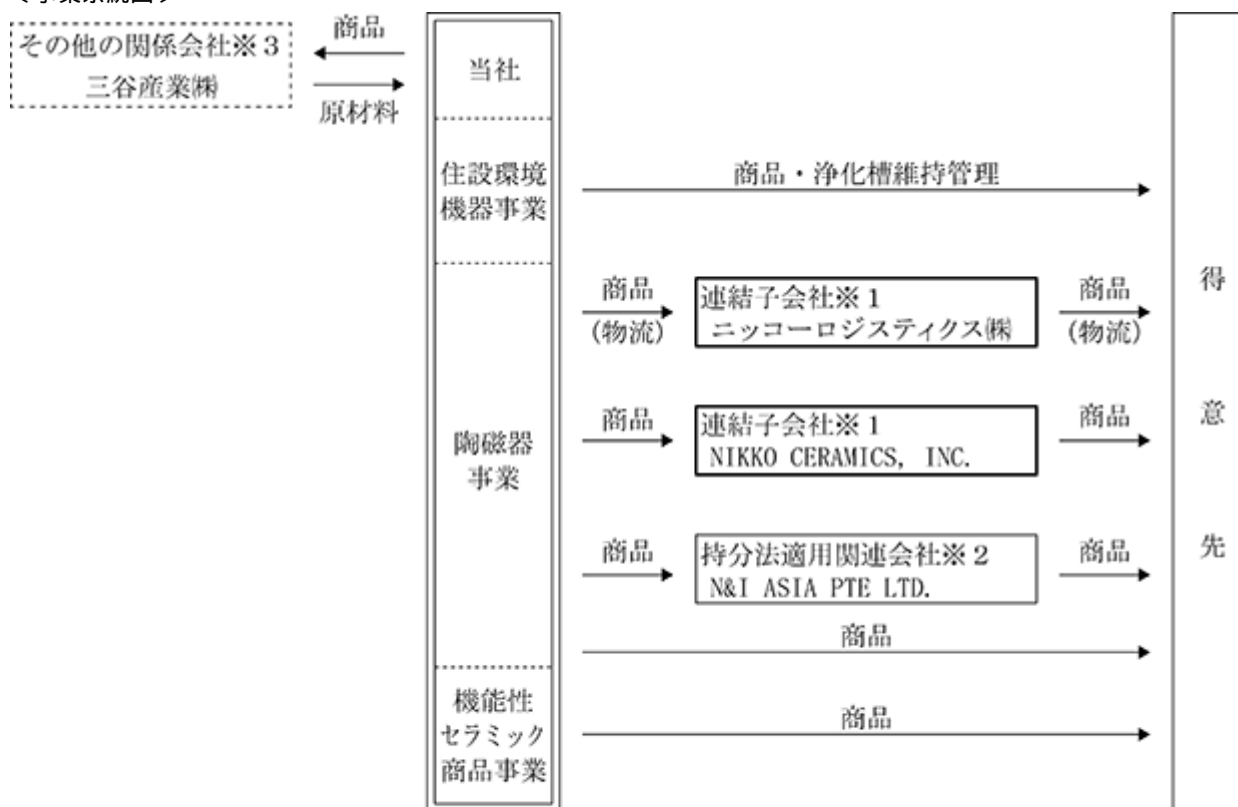 その他の関係会社※3
三谷産業㈱
商品
原材料
当社
住設環境
機器事業
商品・浄化槽維持管理
陶磁器
事業
商品
(物流)
連結子会社※1
ニッコーロジスティクス㈱
商品
(物流)
商品
連結子会社※1
NIKKO CERAMICS, INC.
商品
商品
持分法適用関連会社※2
N&I ASIA PTE LTD.
商品
商品
機能性
セラミック
商品事業
商品
得
意
先